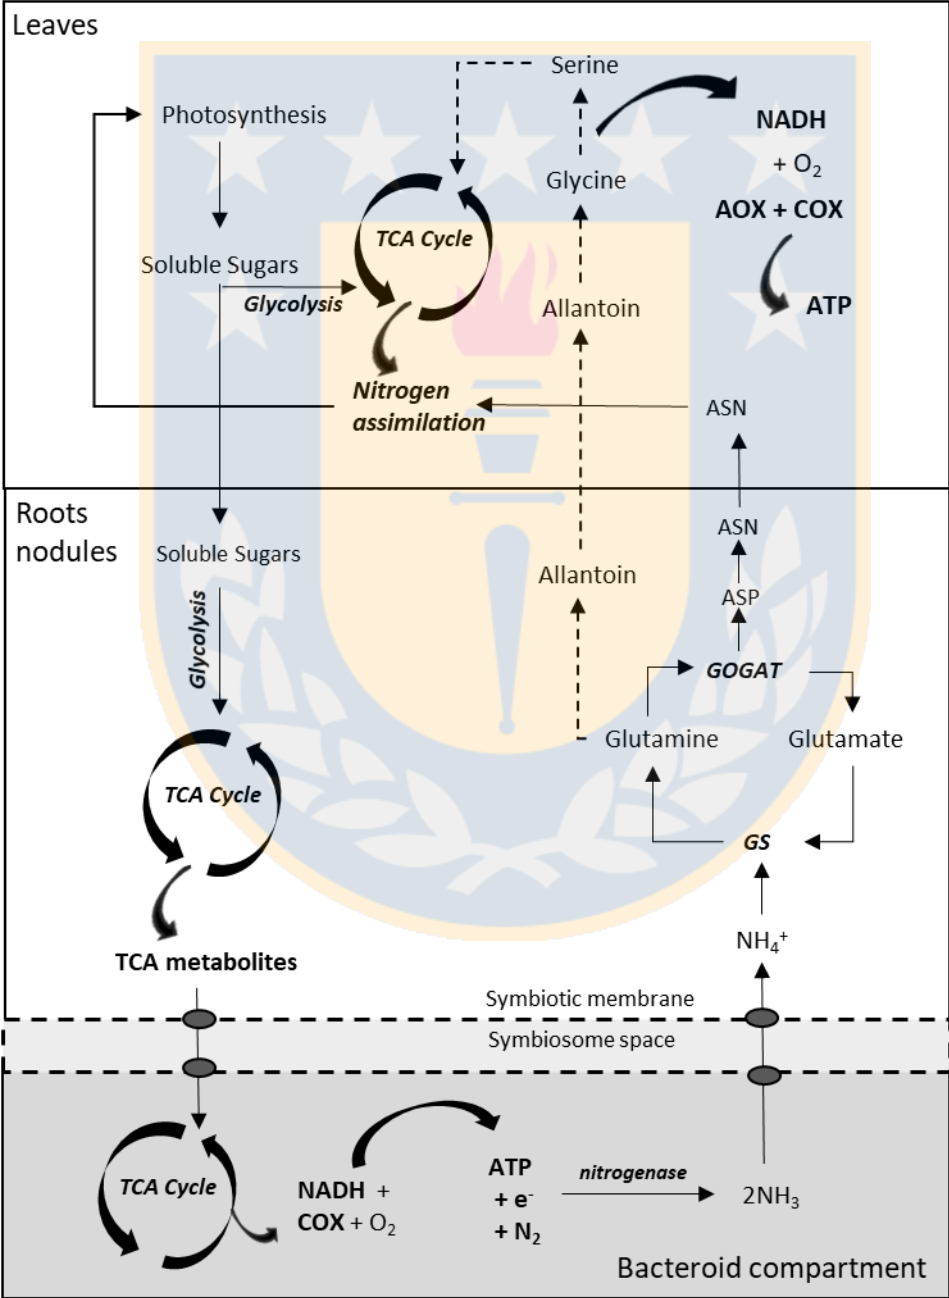 Leaves
Serine
Photosynthesis
NADH
+ O₂
Glycine
AOX + COX
TCA Cycle
Soluble Sugars
Glycolysis
Allantoin
ATP
Nitrogen
assimilation
ASN
Roots
nodules
ASN
Soluble Sugars
Allantoin
ASP
Glycolysis
GOGAT
Glutamine
Glutamate
TCA Cycle
GS
NH₄⁺
TCA metabolites
Symbiotic membrane
Symbiosome space
TCA Cycle
NADH +
COX + O₂
ATP
+ e⁻
+ N₂
nitrogenase
2NH₃
Bacteroid compartment